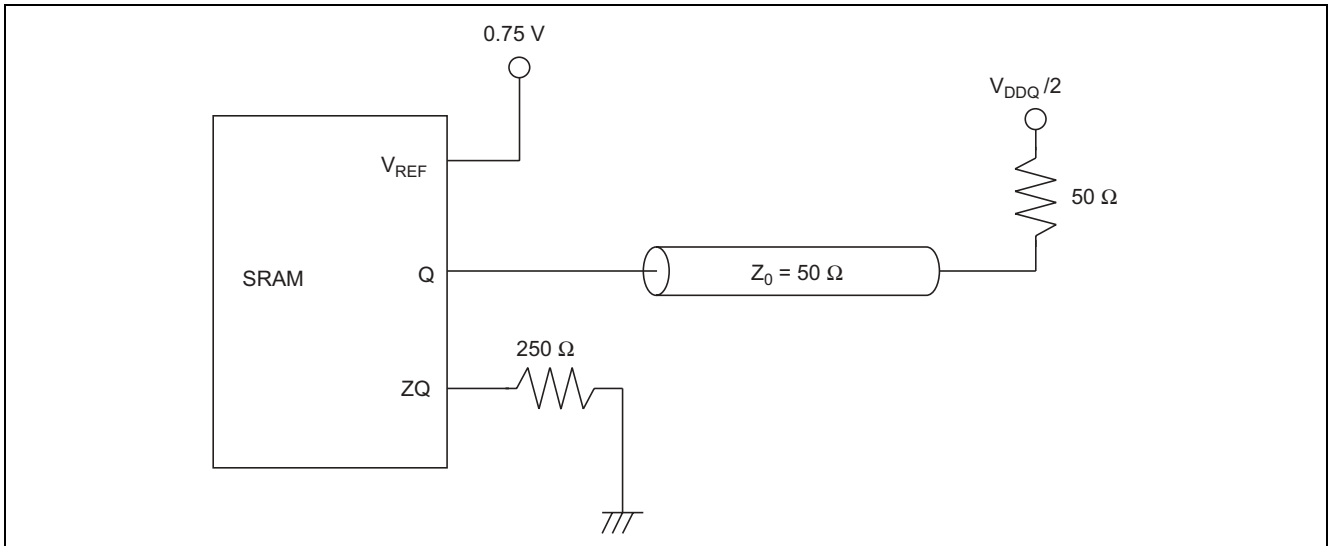 0.75 V
V_DDQ /2
V_REF
50 Ω
SRAM
Q
Z_0 = 50 Ω
250 Ω
ZQ